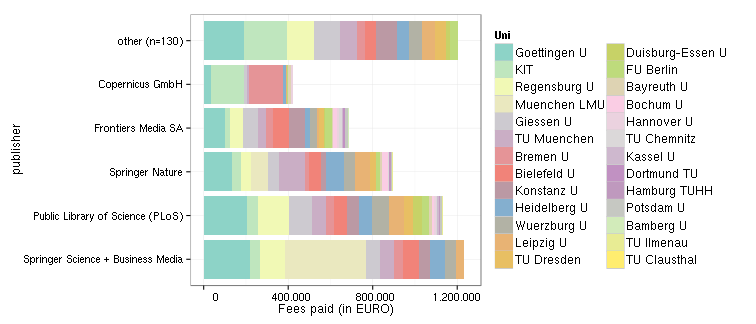 Uni
Goettingen U
KIT
Regensburg U
Muenchen LMU
Giessen U
TU Muenchen
Bremen U
Bielefeld U
Konstanz U
Heidelberg U
Wuerzburg U
Leipzig U
TU Dresden
Duisburg-Essen U
FU Berlin
Bayreuth U
Bochum U
Hannover U
TU Chemnitz
Kassel U
Dortmund TU
Hamburg TUHH
Potsdam U
Bamberg U
TU Ilmenau
TU Clausthal
publisher
other (n=130)
Copernicus GmbH
Frontiers Media SA
Springer Nature
Public Library of Science (PLoS)
Springer Science + Business Media
0 400.000 800.000 1.200.000
Fees paid (in EURO)